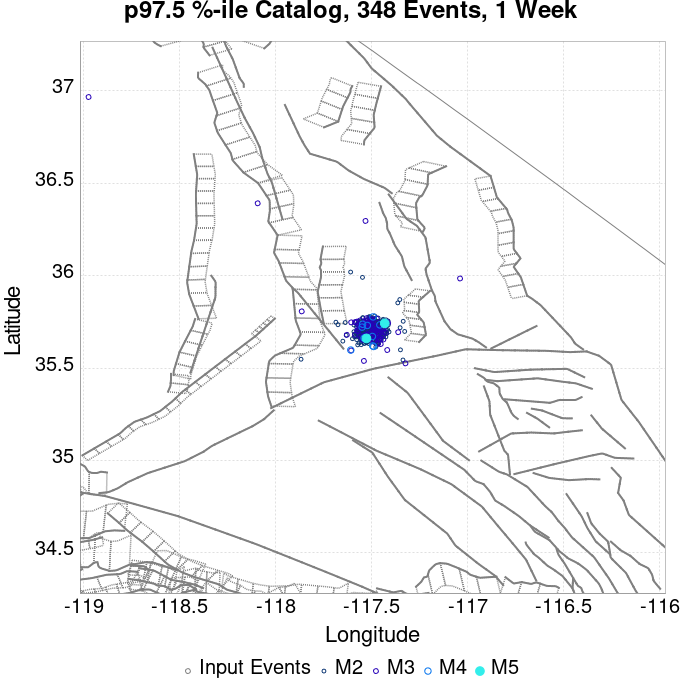 p97.5 %-ile Catalog, 348 Events, 1 Week
37
36.5
36
35.5
35
34.5
Latitude
-119 -118.5 -118 -117.5 -117 -116.5 -116
Longitude
Input Events M2 M3 M4 M5